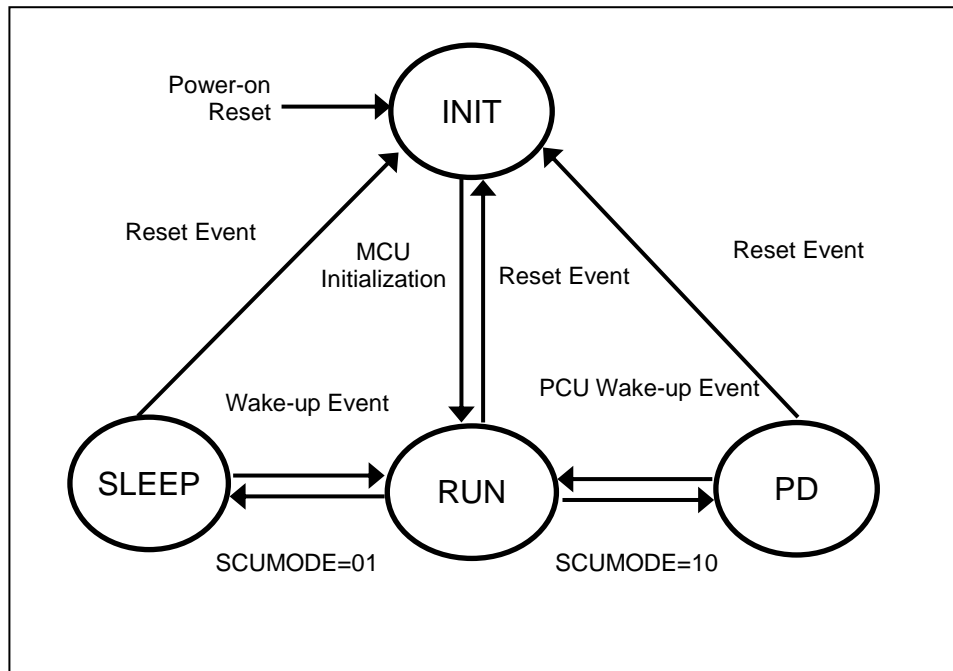 Power-on
Reset
INIT
Reset Event
MCU
Initialization
Reset Event
Reset Event
Wake-up Event
PCU Wake-up Event
SLEEP
RUN
PD
SCUMODE=01
SCUMODE=10